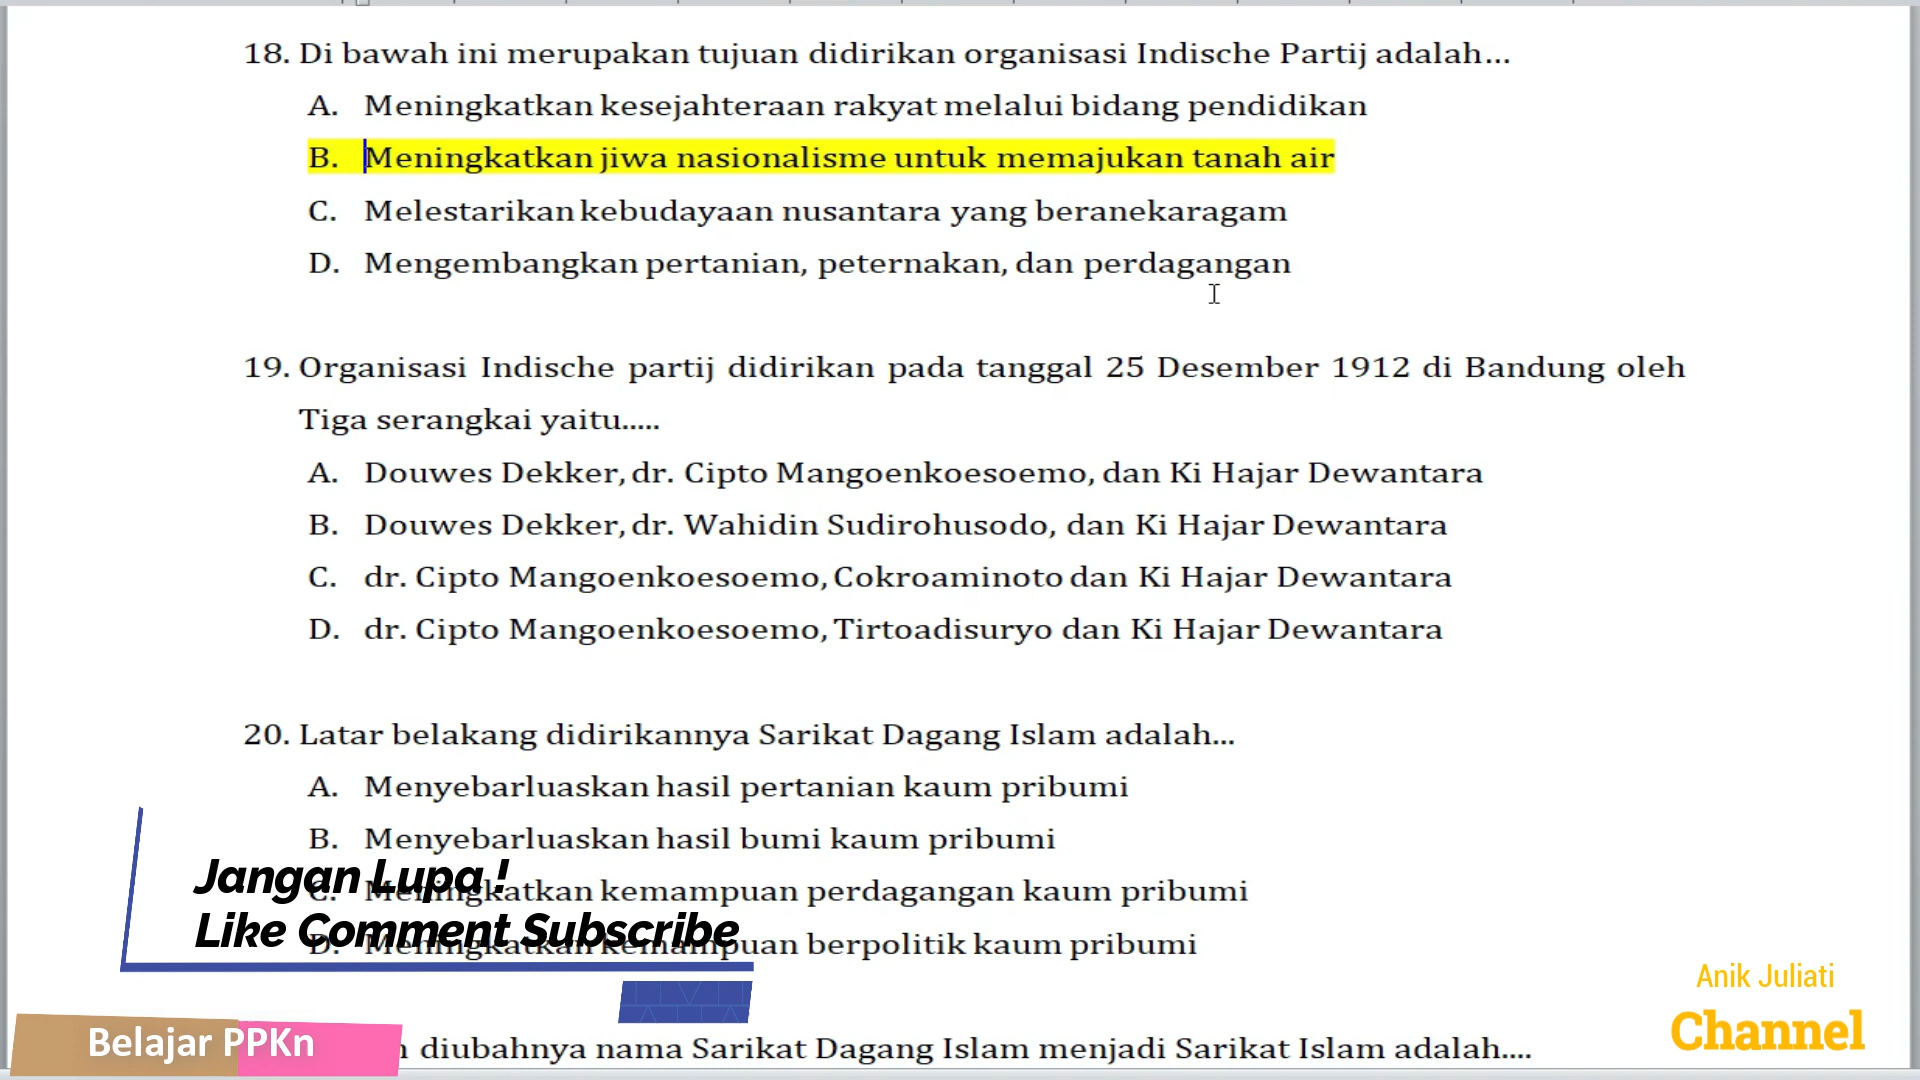 18. Di bawah ini merupakan tujuan didirikan organisasi Indische Partij adalah...
A. Meningkatkan kesejahteraan rakyat melalui bidang pendidikan
B. Meningkatkan jiwa nasionalisme untuk memajukan tanah air
C. Melestarikan kebudayaan nusantara yang beranekaragam
D. Mengembangkan pertanian, peternakan, dan perdagangan
19. Organisasi Indische partij didirikan pada tanggal 25 Desember 1912 di Bandung oleh
Tiga serangkai yaitu.....
A. Douwes Dekker, dr. Cipto Mangoenkoesoemo, dan Ki Hajar Dewantara
B. Douwes Dekker, dr. Wahidin Sudirohusodo, dan Ki Hajar Dewantara
C. dr. Cipto Mangoenkoesoemo, Cokroaminoto dan Ki Hajar Dewantara
D. dr. Cipto Mangoenkoesoemo, Tirtoadisuryo dan Ki Hajar Dewantara
20. Latar belakang didirikannya Sarikat Dagang Islam adalah...
A. Menyebarluaskan hasil pertanian kaum pribumi
B. Menyebarluaskan hasil bumi kaum pribumi
C. Meningkatkan kemampuan perdagangan kaum pribumi
D. Meningkatkan kemampuan berpolitik kaum pribumi
Jangan Lupa !
Like Comment Subscribe
Anik Juliati
Channel
Belajar PPKn
diubahnya nama Sarikat Dagang Islam menjadi Sarikat Islam adalah....